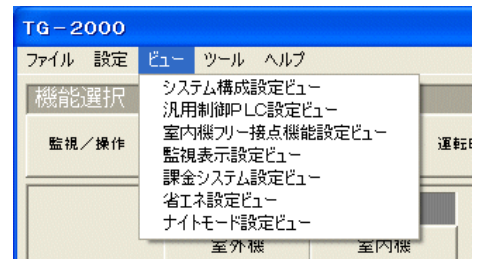 TG-2000
ファイル 設定 ビュー ツール ヘルプ
機能選択
システム構成設定ビュー
汎用制御PLC設定ビュー
室内機フリー接点機能設定ビュー
監視表示設定ビュー
課金システム設定ビュー
省エネ設定ビュー
ナイトモード設定ビュー
監視／操作
運転
室外機 室内機